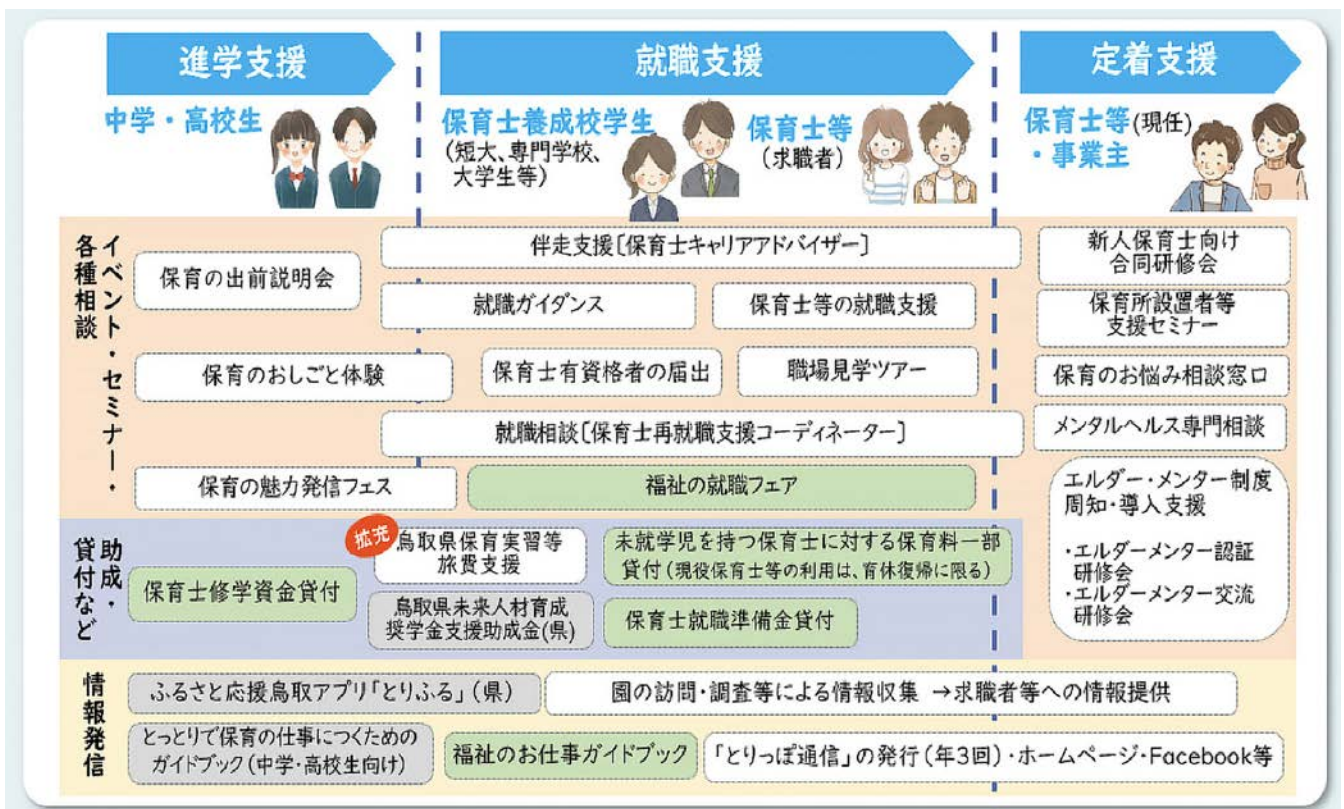 進学支援
就職支援
定着支援
中学・高校生
保育士養成校学生
(短大、専門学校、
大学生等)
保育士等
(求職者)
保育士等(現任)
・事業主
イベント・セミナー・
各種相談
保育の出前説明会
伴走支援〔保育士キャリアアドバイザー〕
就職ガイダンス
保育士等の就職支援
保育のおしごと体験
保育士有資格者の届出
職場見学ツアー
就職相談〔保育士再就職支援コーディネーター〕
保育の魅力発信フェス
福祉の就職フェア
新人保育士向け
合同研修会
保育所設置者等
支援セミナー
保育のお悩み相談窓口
メンタルヘルス専門相談
エルダー・メンター制度
周知・導入支援
・エルダーメンター認証
研修会
・エルダーメンター交流
研修会
助成・
貸付など
保育士修学資金貸付
拡充
鳥取県保育実習等
旅費支援
鳥取県未来人材育成
奨学金支援助成金(県)
未就学児を持つ保育士に対する保育料一部
貸付(現役保育士等の利用は、育休復帰に限る)
保育士就職準備金貸付
情報発信
ふるさと応援鳥取アプリ「とりふる」(県)
園の訪問・調査等による情報収集 →求職者等への情報提供
とっとりで保育の仕事につくための
ガイドブック(中学・高校生向け)
福祉のお仕事ガイドブック
「とりっぽ通信」の発行(年3回)・ホームページ・Facebook等